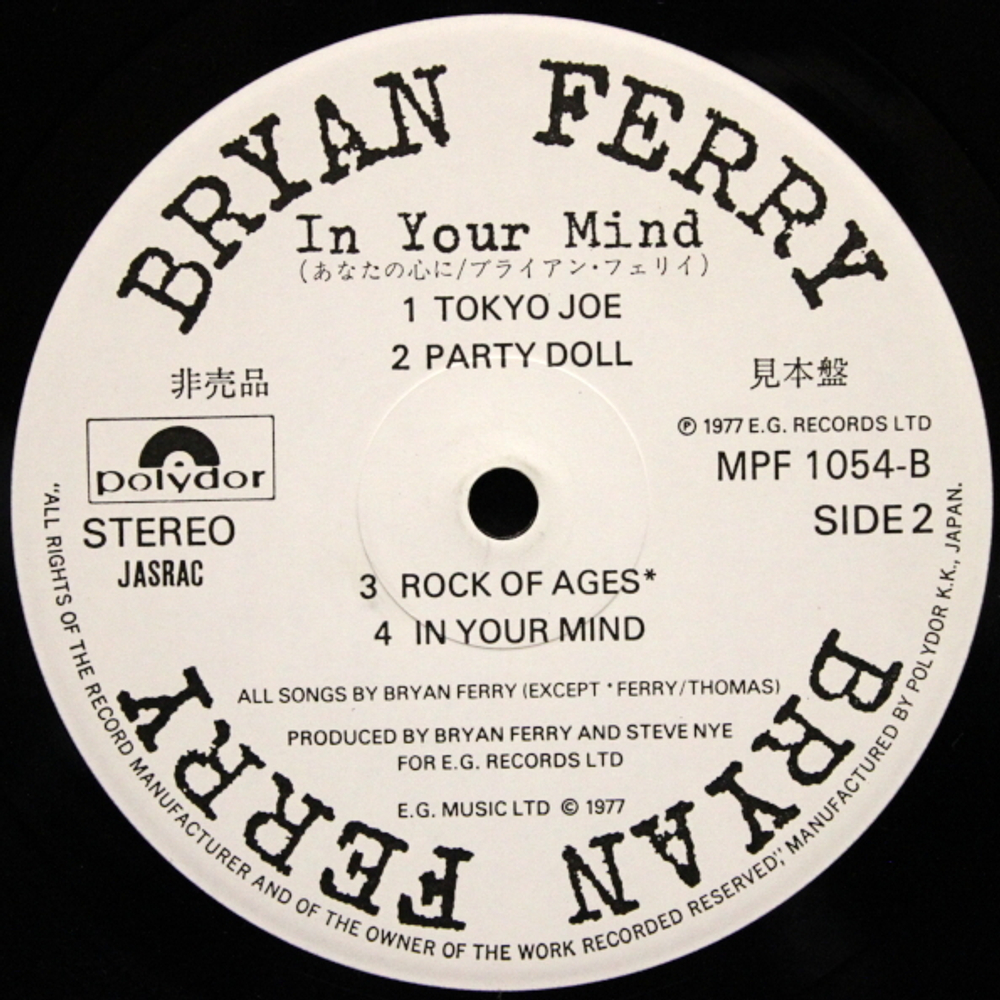 BRYAN FERRY
In Your Mind
(あなたの心に/ブライアン・フェリイ)
1 TOKYO JOE
2 PARTY DOLL
非売品
見本盤
polydor
STEREO
JASRAC
℗ 1977 E.G. RECORDS LTD
MPF 1054-B
SIDE 2
3 ROCK OF AGES*
4 IN YOUR MIND
ALL SONGS BY BRYAN FERRY (EXCEPT *FERRY/THOMAS)
PRODUCED BY BRYAN FERRY AND STEVE NYE
FOR E.G. RECORDS LTD
E.G. MUSIC LTD © 1977
BRYAN FERRY
"ALL RIGHTS OF THE RECORD MANUFACTURER AND OF THE OWNER OF THE WORK RECORDED RESERVED," MANUFACTURED BY POLYDOR K.K., JAPAN.